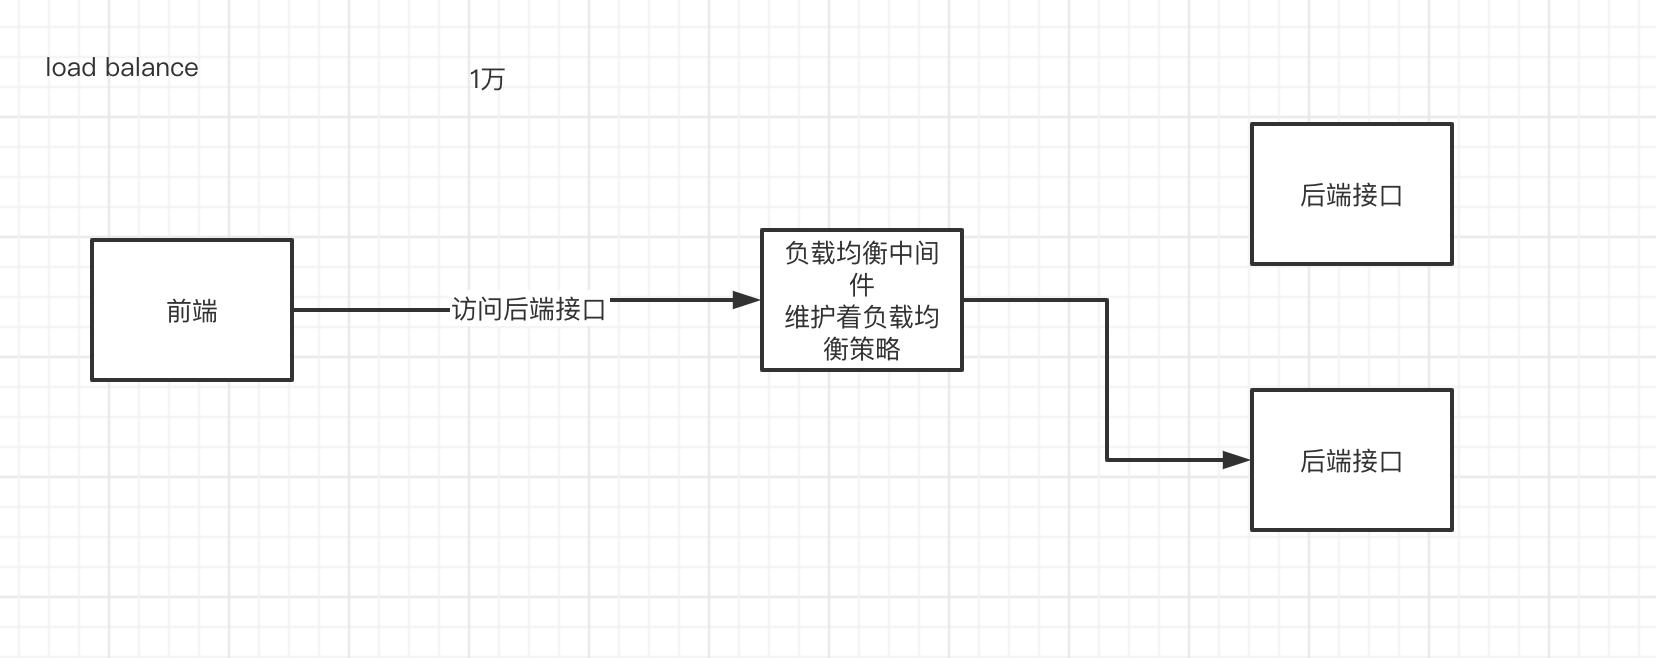 load balance
1万
后端接口
前端
访问后端接口
负载均衡中间
件
维护着负载均
衡策略
后端接口